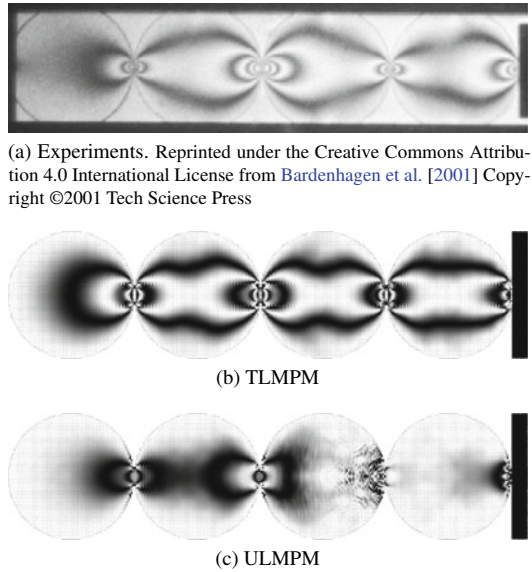 (a) Experiments. Reprinted under the Creative Commons Attribu-
tion 4.0 International License from Bardenhagen et al. [2001] Copy-
right ©2001 Tech Science Press
(b) TLMPM
(c) ULMPM